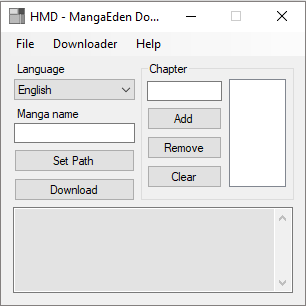 HMD - MangaEden Do...
File Downloader Help
Language
English
Manga name
Set Path
Download
Chapter
Add
Remove
Clear